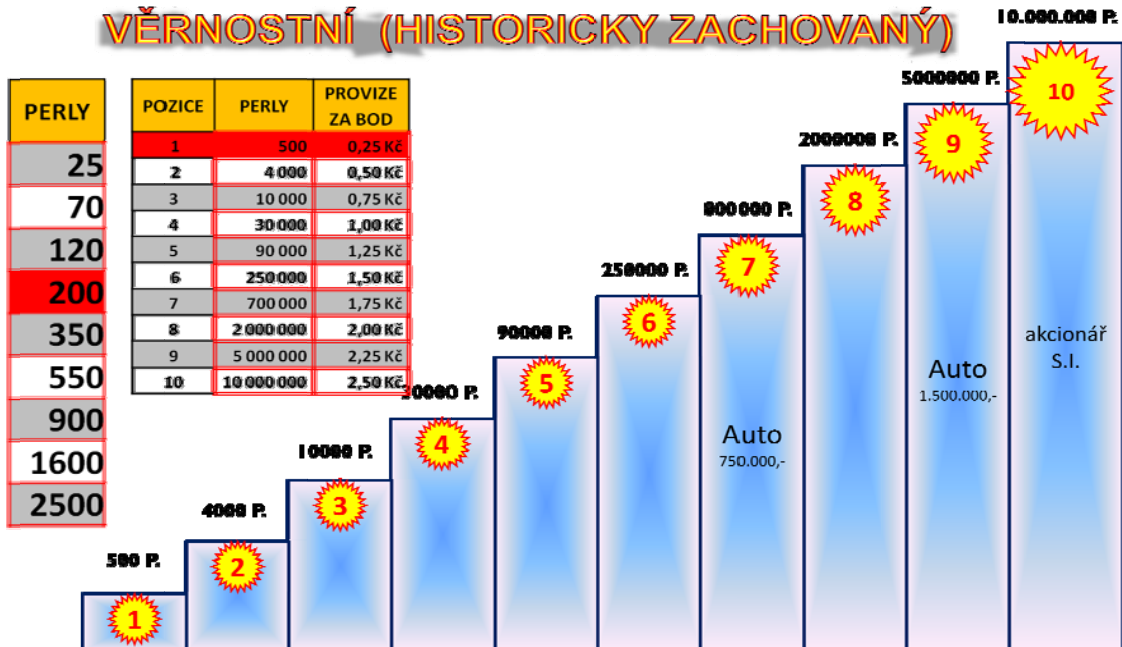 VĚRNOSTNÍ (HISTORICKY ZACHOVANÝ)
PERLY
25
70
120
200
350
550
900
1600
2500
POZICE PERLY PROVIZE ZA BOD
1 500 0,25 Kč
2 4 000 0,50 Kč
3 10 000 0,75 Kč
4 30 000 1,00 Kč
5 90 000 1,25 Kč
6 250 000 1,50 Kč
7 700 000 1,75 Kč
8 2 000 000 2,00 Kč
9 5 000 000 2,25 Kč
10 10 000 000 2,50 Kč
500 P.
1
4000 P.
2
10000 P.
3
30000 P.
4
90000 P.
5
250000 P.
6
800000 P.
7
Auto
750.000,-
2000000 P.
8
5000000 P.
9
Auto
1.500.000,-
10.000.000 P.
10
akcionář
S.I.